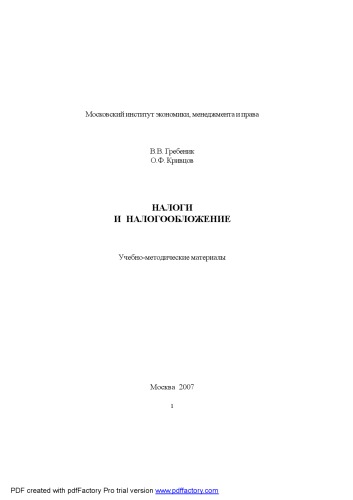 Московский институт экономики, менеджмента и права
В.В. Гребеник
О.Ф. Кривцов
НАЛОГИ
И НАЛОГООБЛОЖЕНИЕ
Учебно-методические материалы
Москва 2007
1
PDF created with pdfFactory Pro trial version www.pdffactory.com